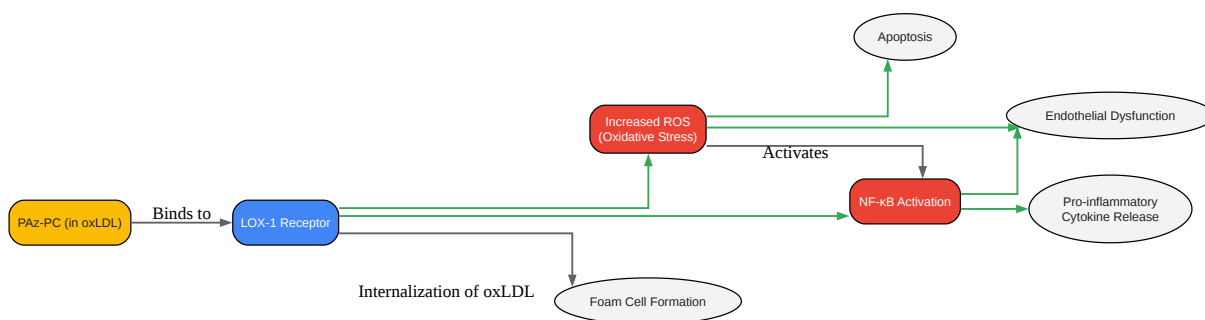 Apoptosis
Increased ROS
(Oxidative Stress)
Endothelial Dysfunction
Activates
PAz-PC (in oxLDL)
Binds to
LOX-1 Receptor
NF-κB Activation
Pro-inflammatory
Cytokine Release
Internalization of oxLDL
Foam Cell Formation